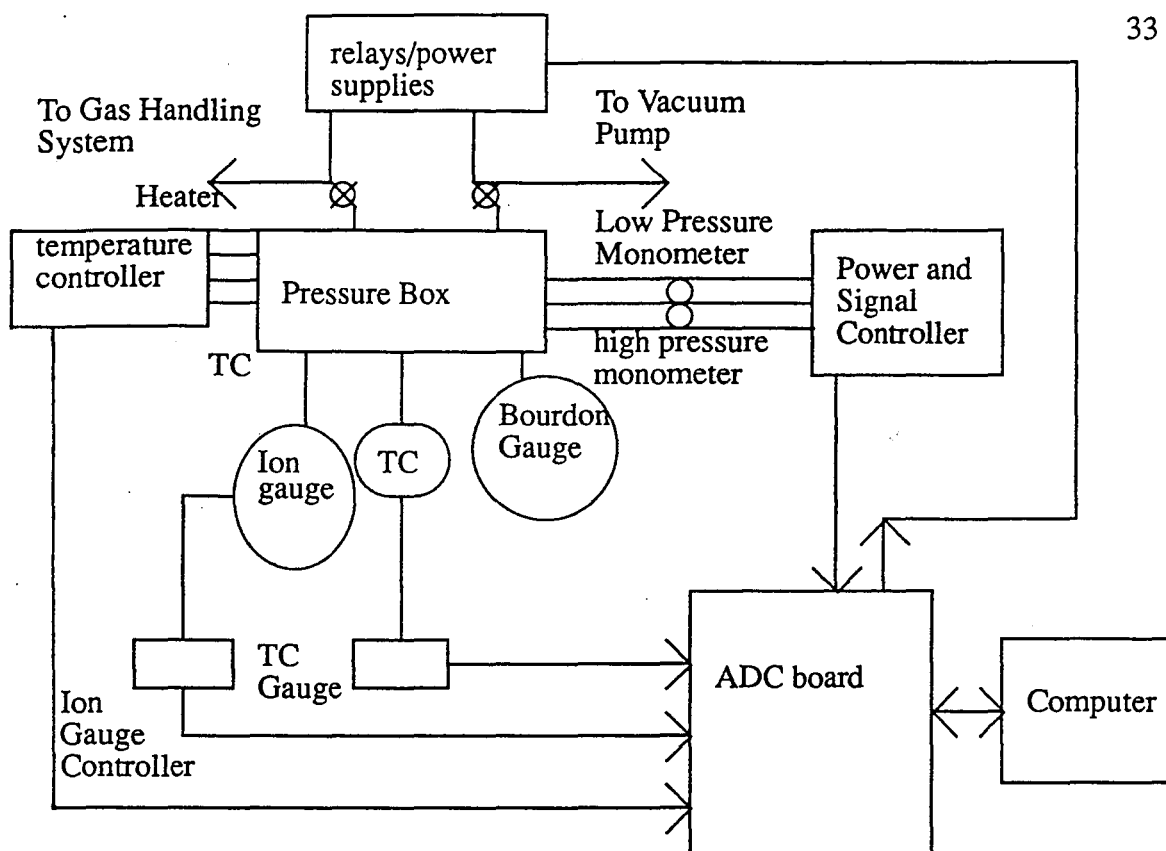 33
relays/power
supplies
To Gas Handling
System
To Vacuum
Pump
Heater
Low Pressure
Monometer
temperature
controller
Pressure Box
Power and
Signal
Controller
TC
high pressure
monometer
Bourdon
Gauge
Ion
gauge
TC
TC
Gauge
ADC board
Computer
Ion
Gauge
Controller